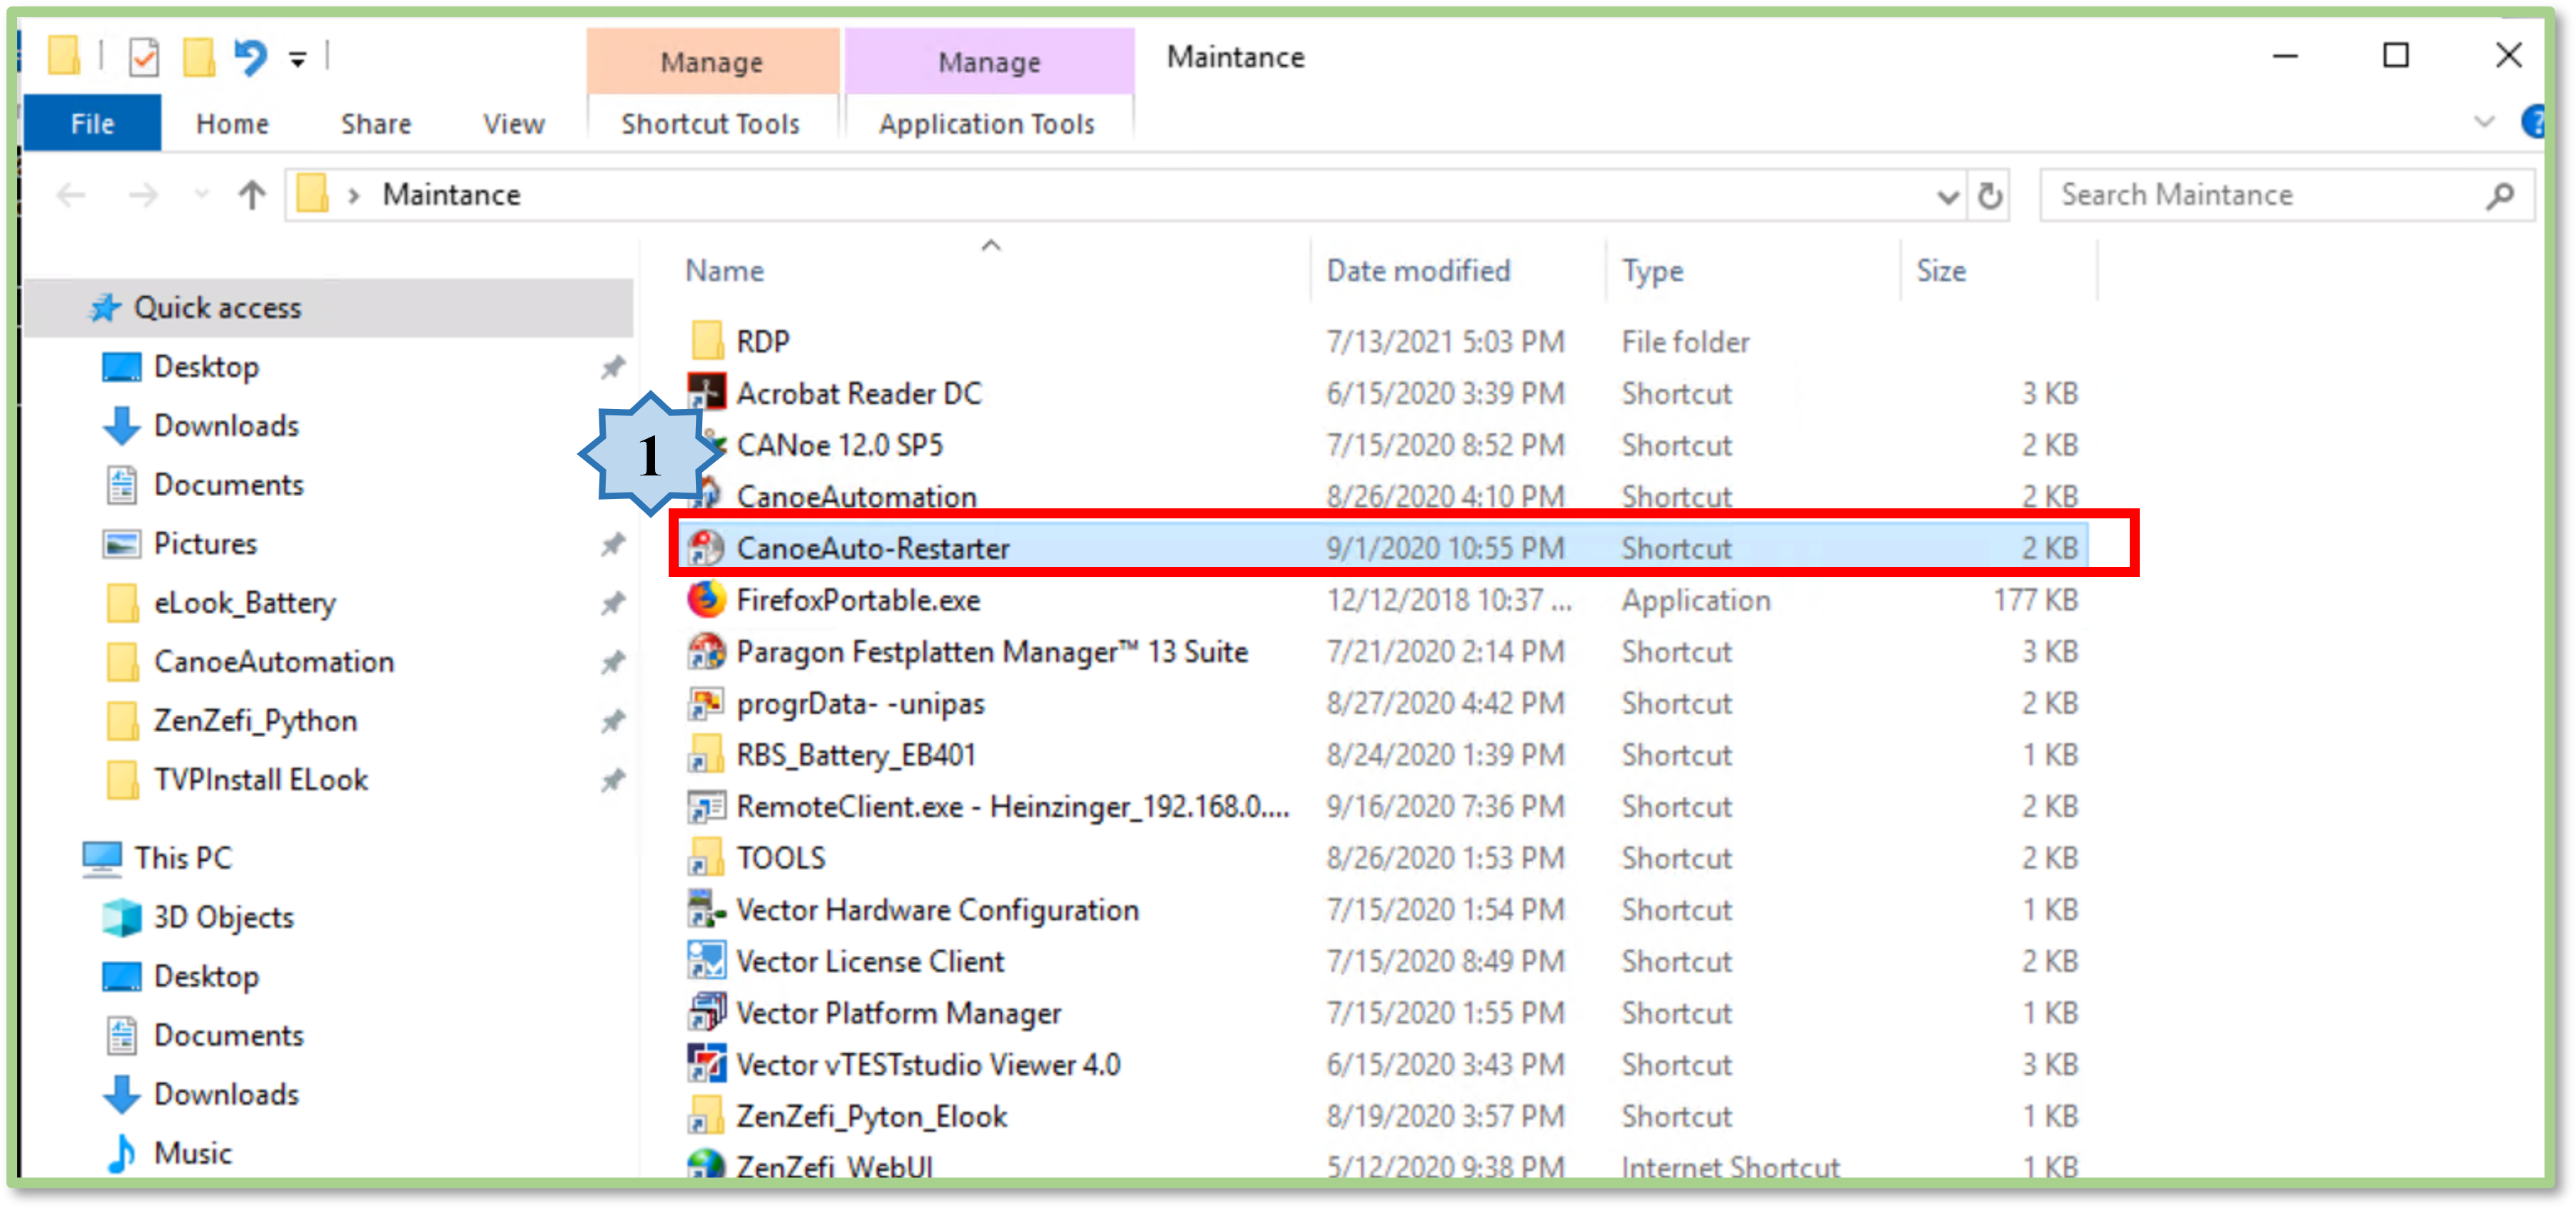 Manage Manage Maintance
File Home Share View Shortcut Tools Application Tools ?
Maintance Search Maintance
Name Date modified Type Size
Quick access
Desktop
Downloads
Documents
Pictures
eLook_Battery
CanoeAutomation
ZenZefi_Python
TVPInstall ELook
This PC
3D Objects
Desktop
Documents
Downloads
Music
1
RDP 7/13/2021 5:03 PM File folder
Acrobat Reader DC 6/15/2020 3:39 PM Shortcut 3 KB
CANoe 12.0 SP5 7/15/2020 8:52 PM Shortcut 2 KB
CanoeAutomation 8/26/2020 4:10 PM Shortcut 2 KB
CanoeAuto-Restarter 9/1/2020 10:55 PM Shortcut 2 KB
FirefoxPortable.exe 12/12/2018 10:37 ... Application 177 KB
Paragon Festplatten Manager™ 13 Suite 7/21/2020 2:14 PM Shortcut 3 KB
progrData- -unipas 8/27/2020 4:42 PM Shortcut 2 KB
RBS_Battery_EB401 8/24/2020 1:39 PM Shortcut 1 KB
RemoteClient.exe - Heinzinger_192.168.0.... 9/16/2020 7:36 PM Shortcut 2 KB
TOOLS 8/26/2020 1:53 PM Shortcut 2 KB
Vector Hardware Configuration 7/15/2020 1:54 PM Shortcut 1 KB
Vector License Client 7/15/2020 8:49 PM Shortcut 2 KB
Vector Platform Manager 7/15/2020 1:55 PM Shortcut 1 KB
Vector vTESTstudio Viewer 4.0 6/15/2020 3:43 PM Shortcut 3 KB
ZenZefi_Pyton_Elook 8/19/2020 3:57 PM Shortcut 1 KB
ZenZefi_WebUI 5/12/2020 9:38 PM Internet Shortcut 1 KB